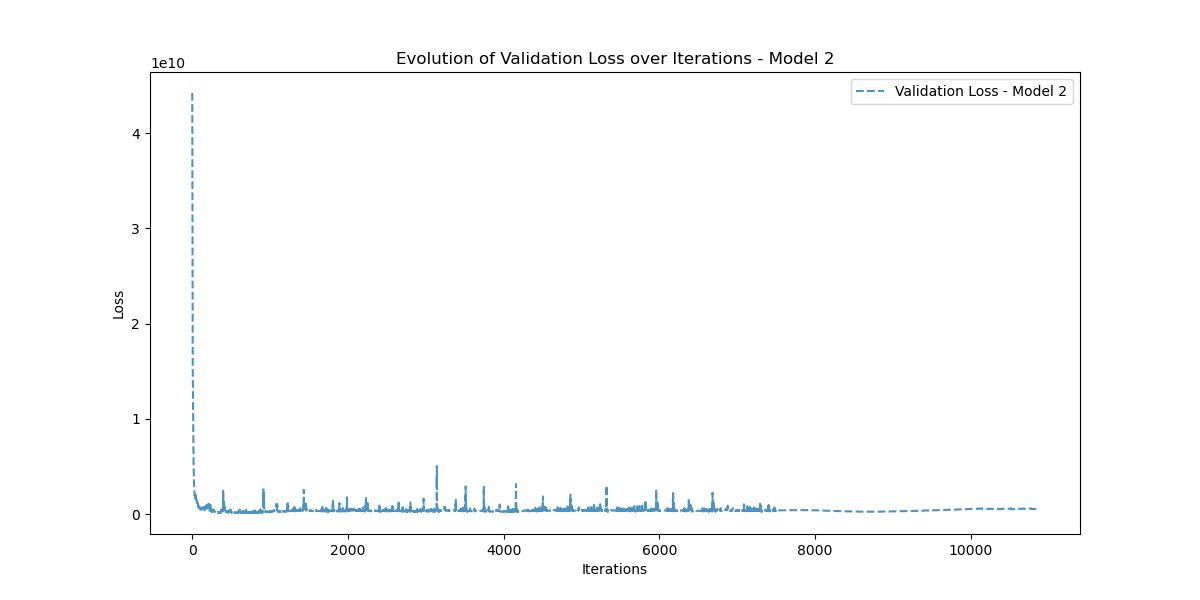 Evolution of Validation Loss over Iterations - Model 2
1e10
Validation Loss - Model 2
4
3
2
1
0
Loss
0 2000 4000 6000 8000 10000
Iterations